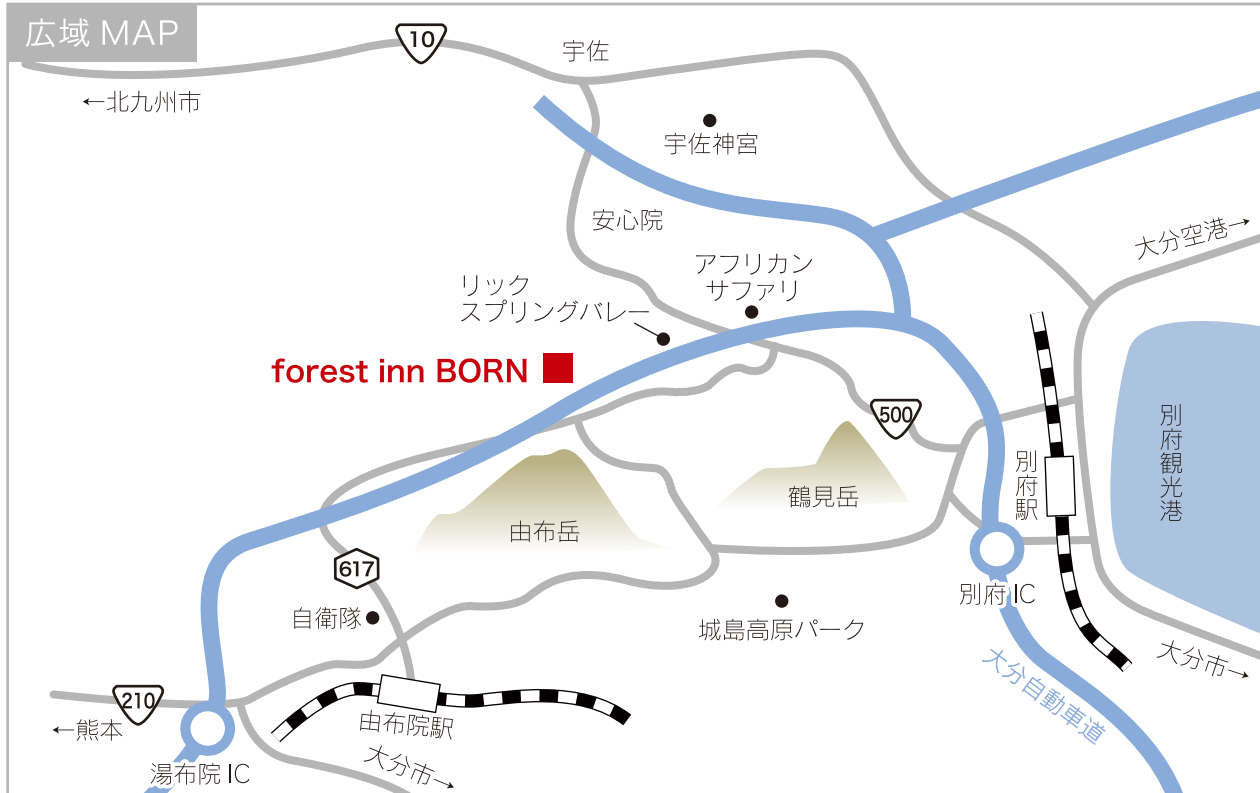 広域 MAP
10
宇佐
←北九州市
宇佐神宮
安心院
大分空港→
アフリカン
サファリ
リック
スプリングバレー
forest inn BORN
500
別府観光港
別府駅
鶴見岳
由布岳
617
別府 IC
自衛隊
城島高原パーク
大分市→
大分自動車道
210
←熊本
由布院駅
湯布院 IC
大分市→